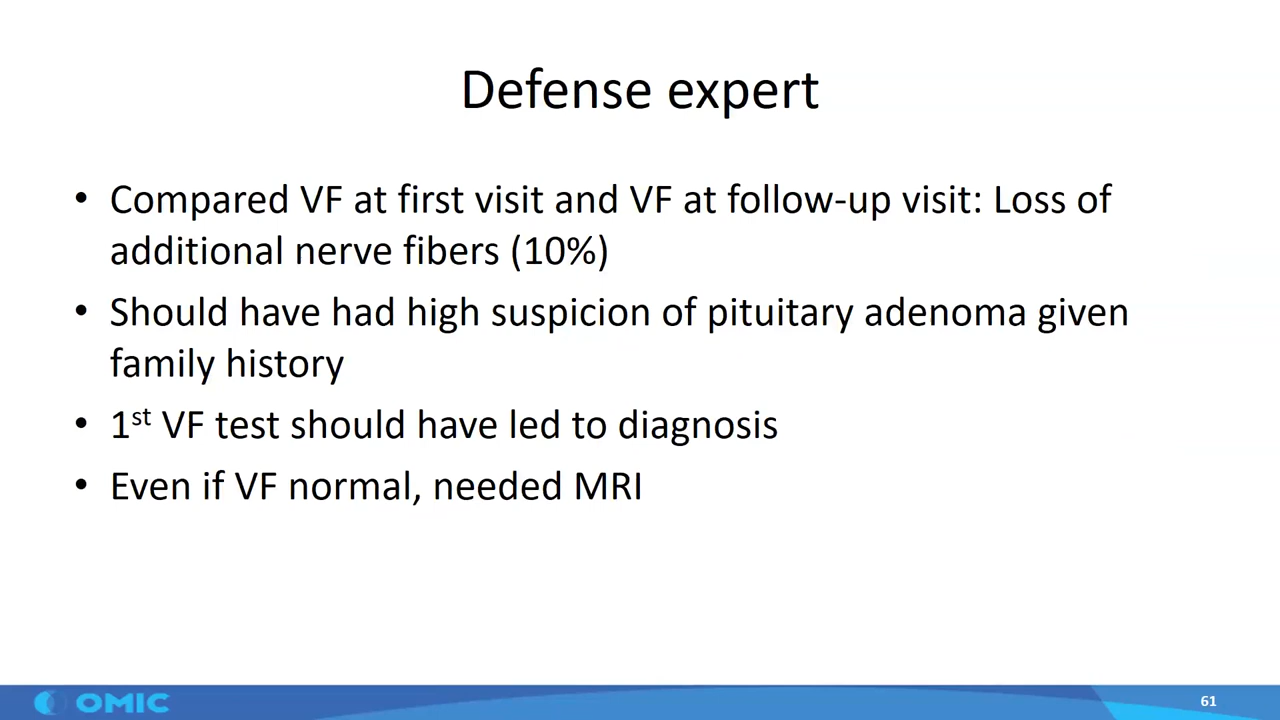 Defense expert
• Compared VF at first visit and VF at follow-up visit: Loss of
additional nerve fibers (10%)
• Should have had high suspicion of pituitary adenoma given
family history
• 1st VF test should have led to diagnosis
• Even if VF normal, needed MRI
OMIC
61